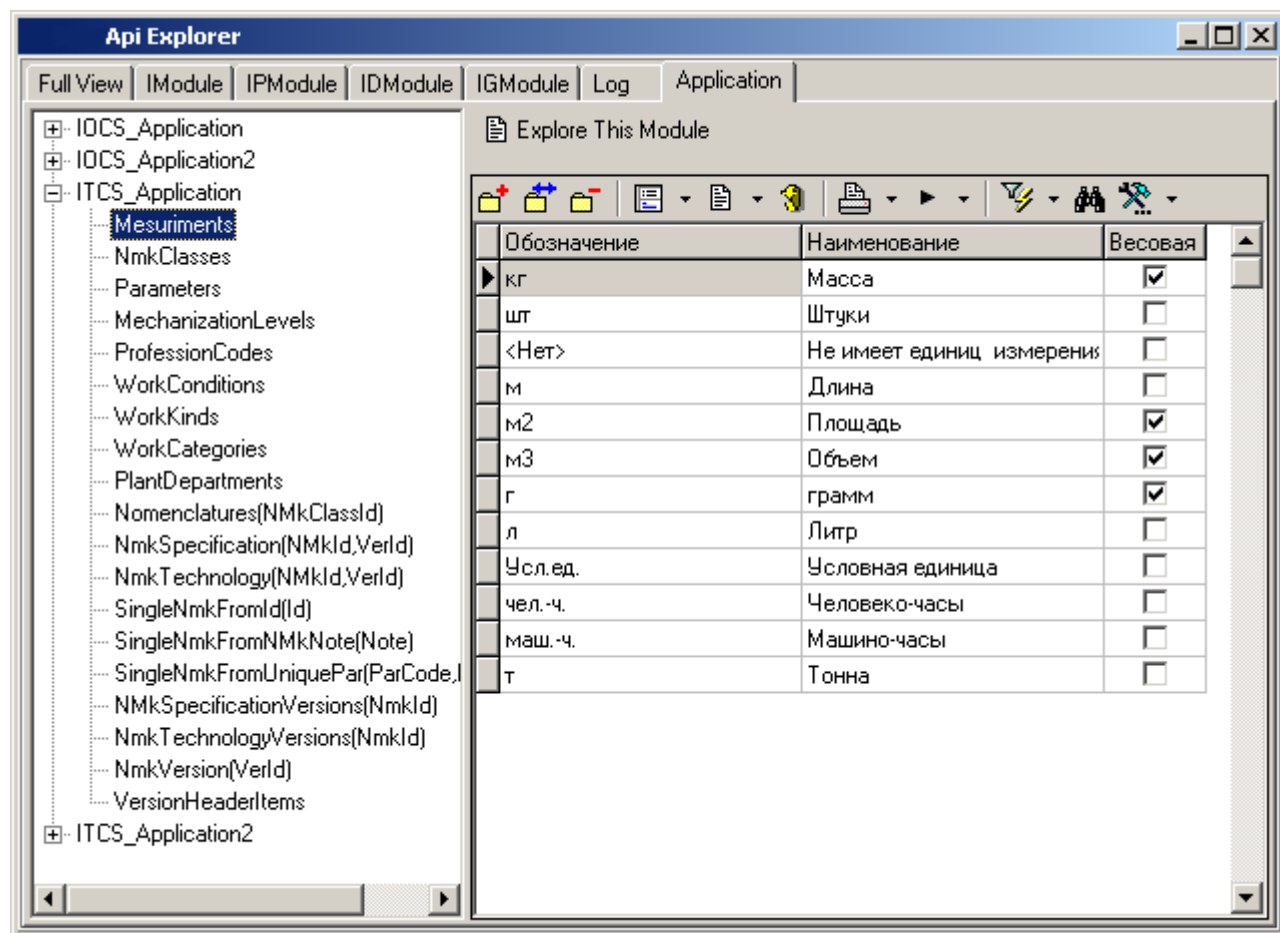 Api Explorer
Full View IModule IPModule IDModule IGModule Log Application
IOCS_Application
IOCS_Application2
ITCS_Application
Mesuriments
NmkClasses
Parameters
MechanizationLevels
ProfessionCodes
WorkConditions
WorkKinds
WorkCategories
PlantDepartments
Nomenclatures(NMkClassId)
NmkSpecification(NMkId,VerId)
NmkTechnology(NMkId,VerId)
SingleNmkFromId(Id)
SingleNmkFromNMkNote(Note)
SingleNmkFromUniquePar(ParCode,
NMkSpecificationVersions(NmkId)
NmkTechnologyVersions(NmkId)
NmkVersion(VerId)
VersionHeaderItems
ITCS_Application2
Explore This Module
Обозначение Наименование Весовая
кг Масса
шт Штуки
<Нет> Не имеет единиц измерения
м Длина
м2 Площадь
м3 Объем
г грамм
л Литр
Усл.ед. Условная единица
чел.-ч. Человеко-часы
маш.-ч. Машино-часы
т Тонна